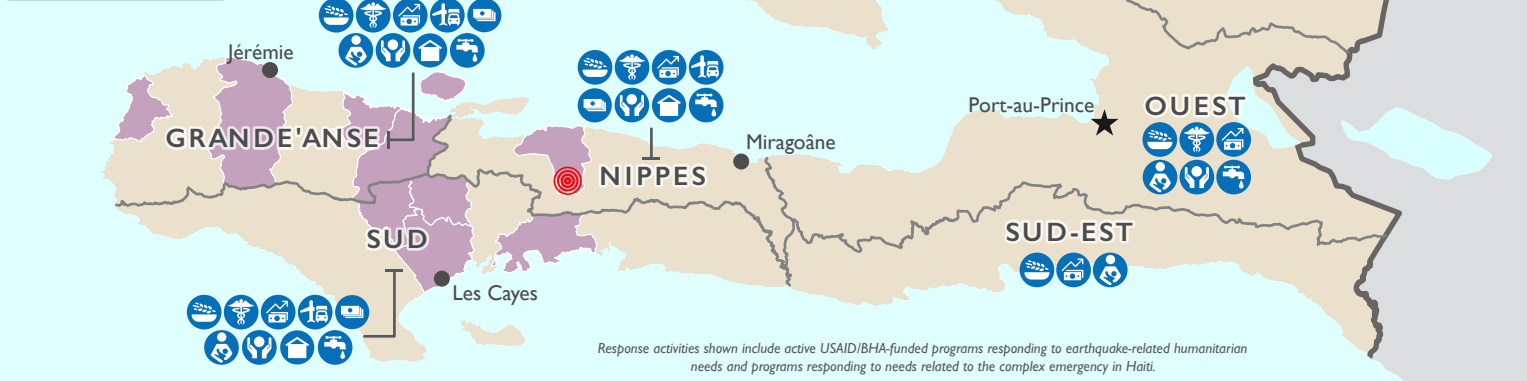 Jérémie
GRANDE'ANSE
Port-au-Prince
OUEST
Miragoâne
NIPPES
SUD
SUD-EST
Les Cayes
Response activities shown include active USAID/BHA-funded programs responding to earthquake-related humanitarian
needs and programs responding to needs related to the complex emergency in Haiti.